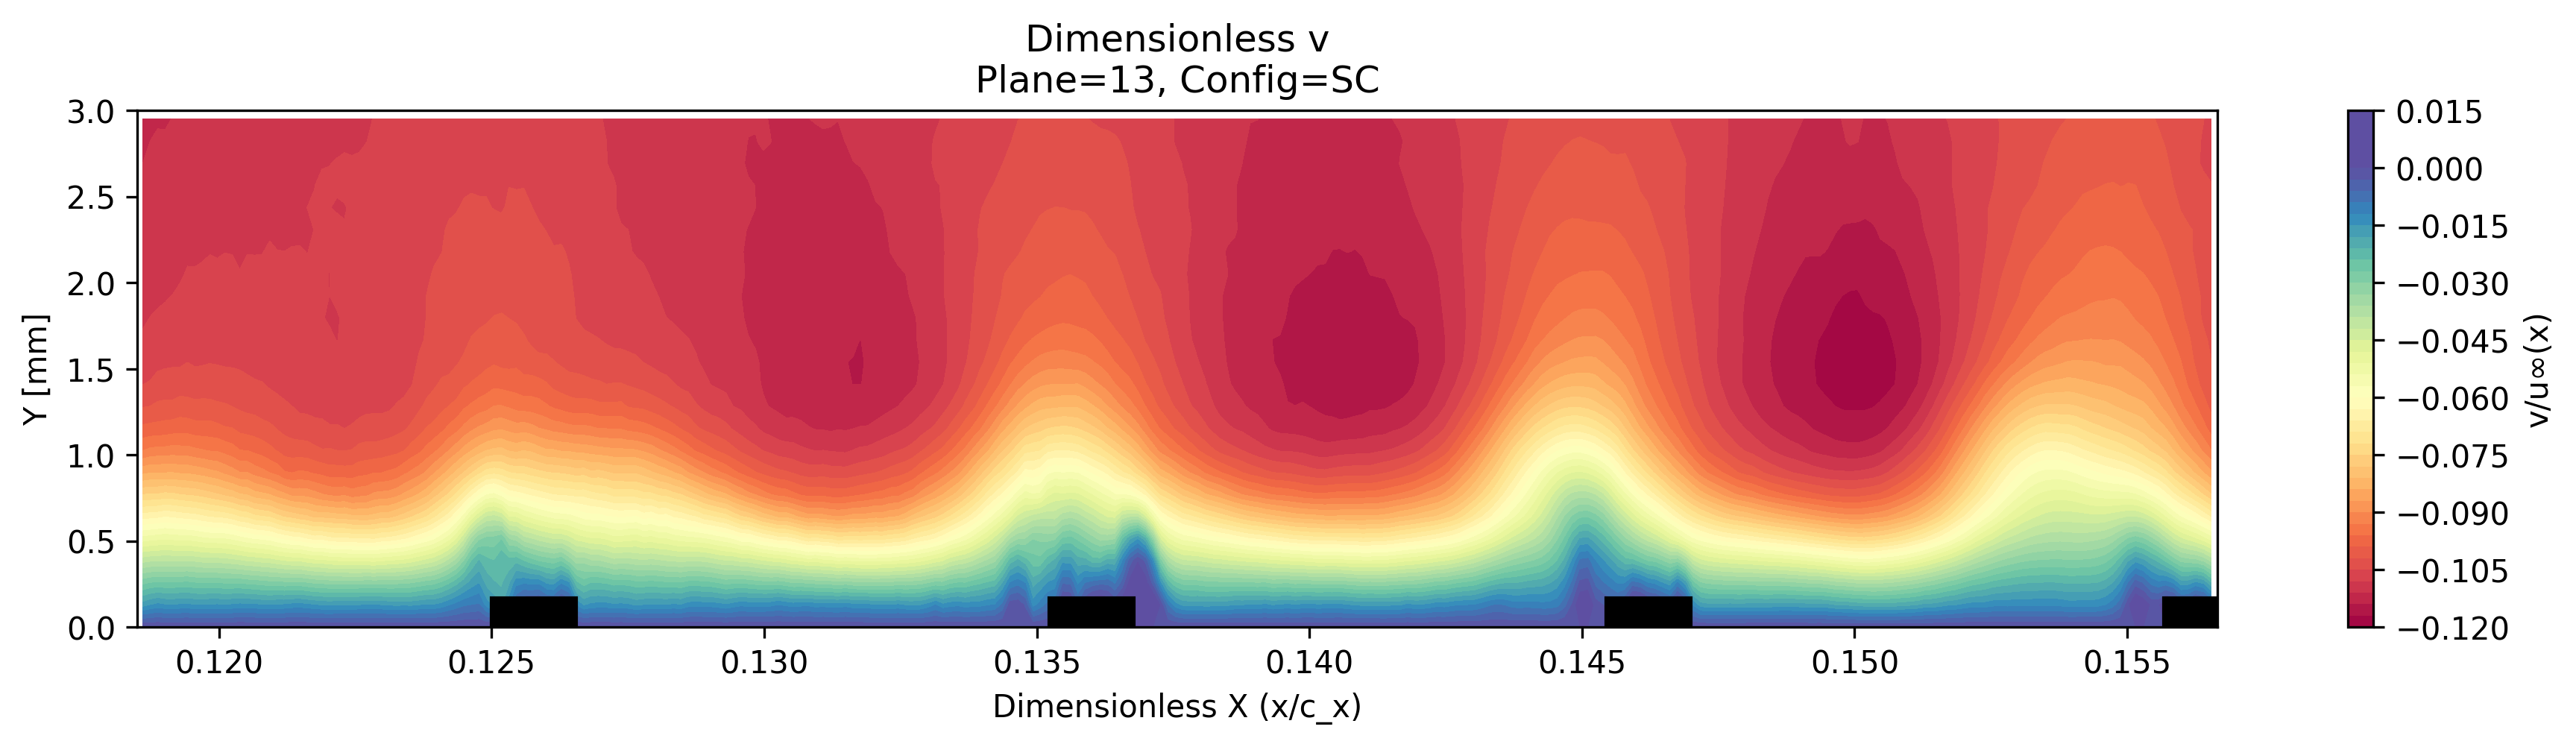 Dimensionless v
Plane=13, Config=SC
3.0
2.5
2.0
1.5
1.0
0.5
0.0
Y [mm]
0.120 0.125 0.130 0.135 0.140 0.145 0.150 0.155
Dimensionless X (x/c_x)
0.015
0.000
−0.015
−0.030
−0.045
−0.060
−0.075
−0.090
−0.105
−0.120
v/u∞(x)